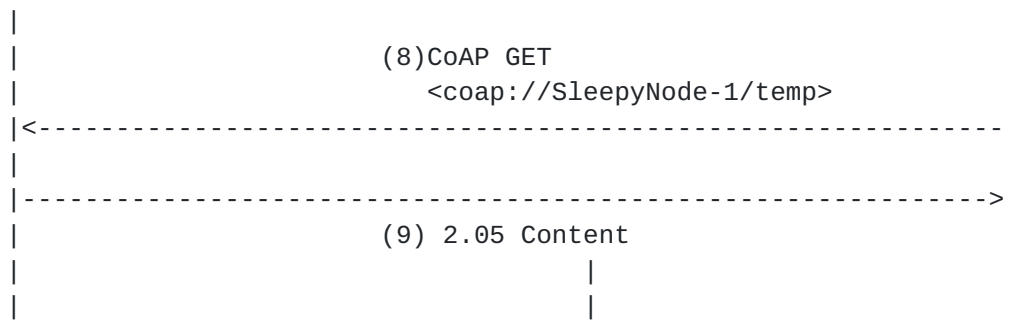 |
| (8)CoAP GET
| <coap://SleepyNode-1/temp>
|<--------------------------------------------------------------
|
|-------------------------------------------------------------->
| (9) 2.05 Content
| |
| |